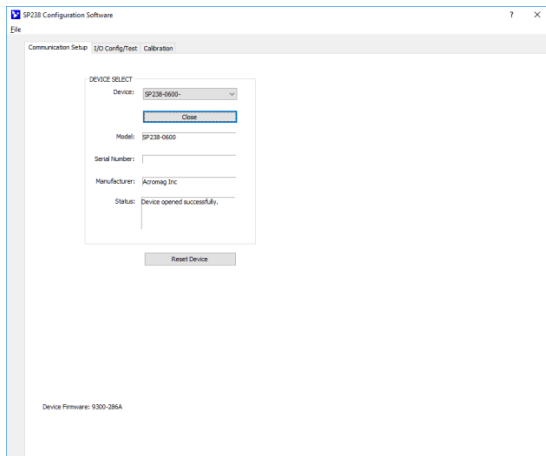 SP238 Configuration Software
?
File
Communication Setup I/O Config/Test Calibration
DEVICE SELECT
Device: SP238-0600-
Close
Model: SP238-0600
Serial Number:
Manufacturer: Acromag Inc
Status: Device opened successfully.
Reset Device
Device Firmware: 9300-286A